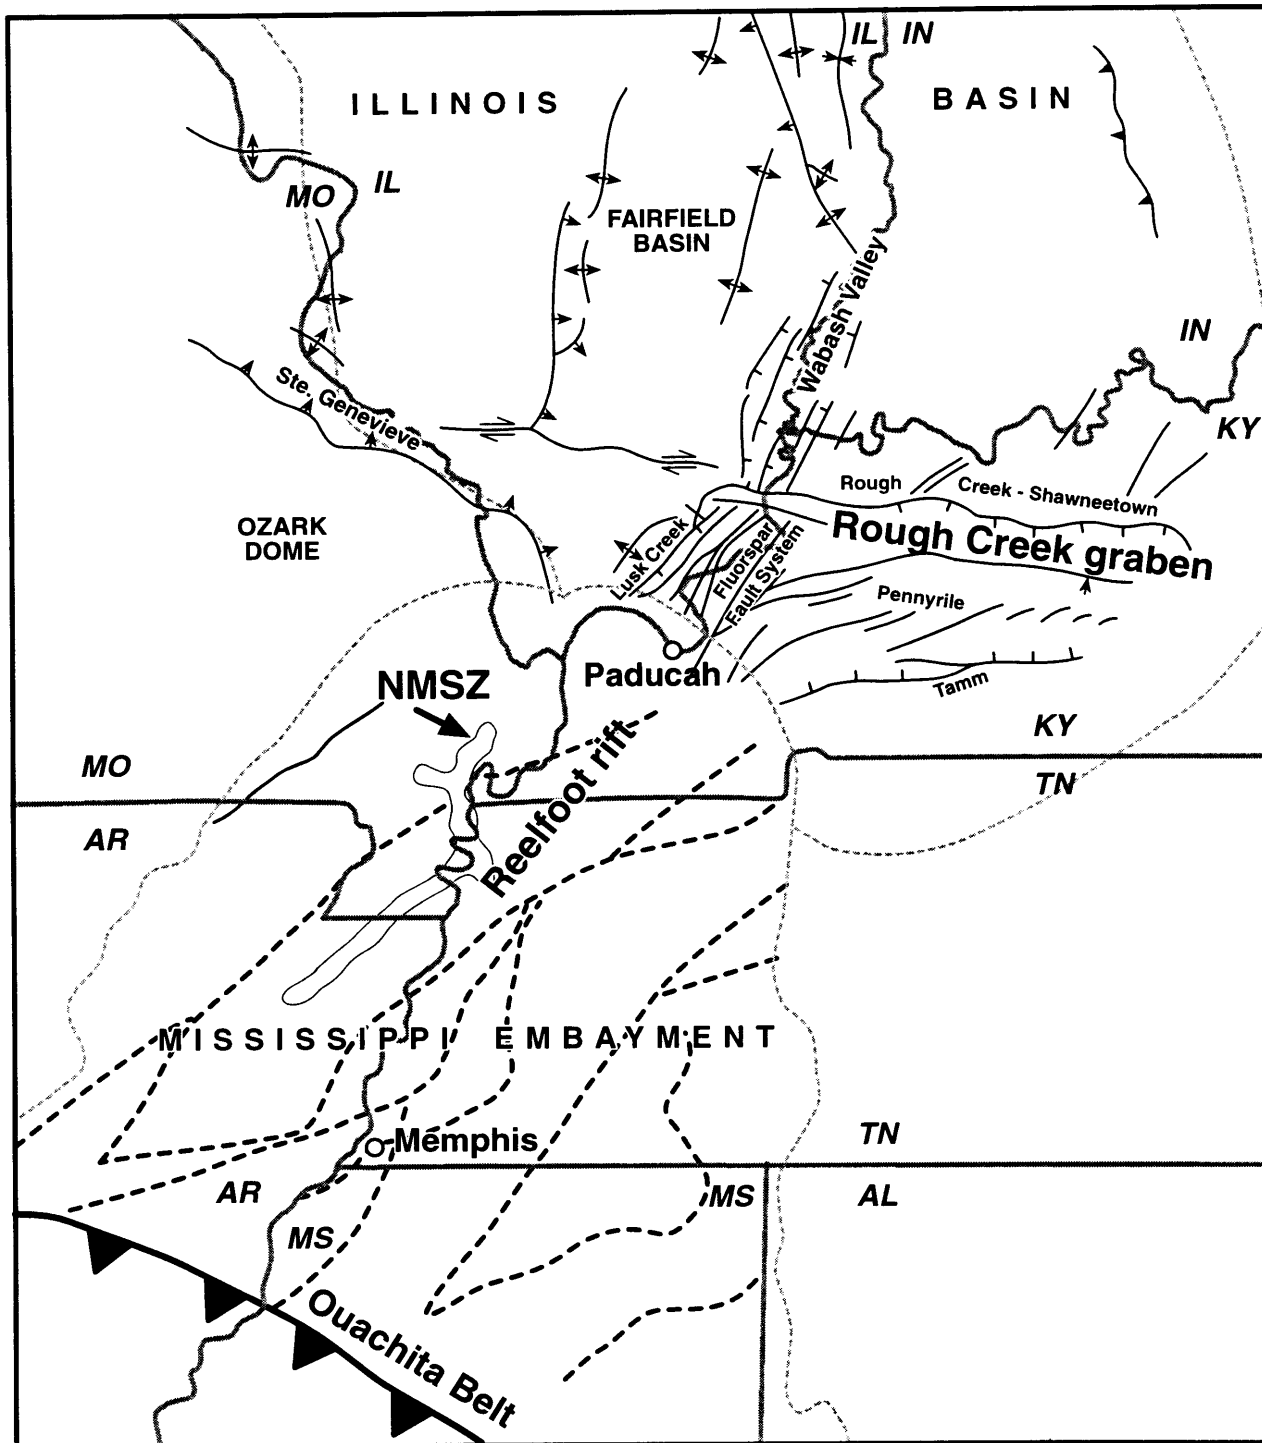 IL IN
ILLINOIS
BASIN
MO
IL
FAIRFIELD
BASIN
Wabash Valley
IN
Ste. Genevieve
KY
Rough
Creek - Shawneetown
OZARK
DOME
Rough Creek graben
Lusk Creek
Fluorspar
Fault System
Pennyrile
Paducah
Tamm
NMSZ
KY
MO
TN
AR
Reelfoot rift
MISSISSIPPI EMBAYMENT
Memphis
TN
AR
MS
AL
MS
Ouachita Belt